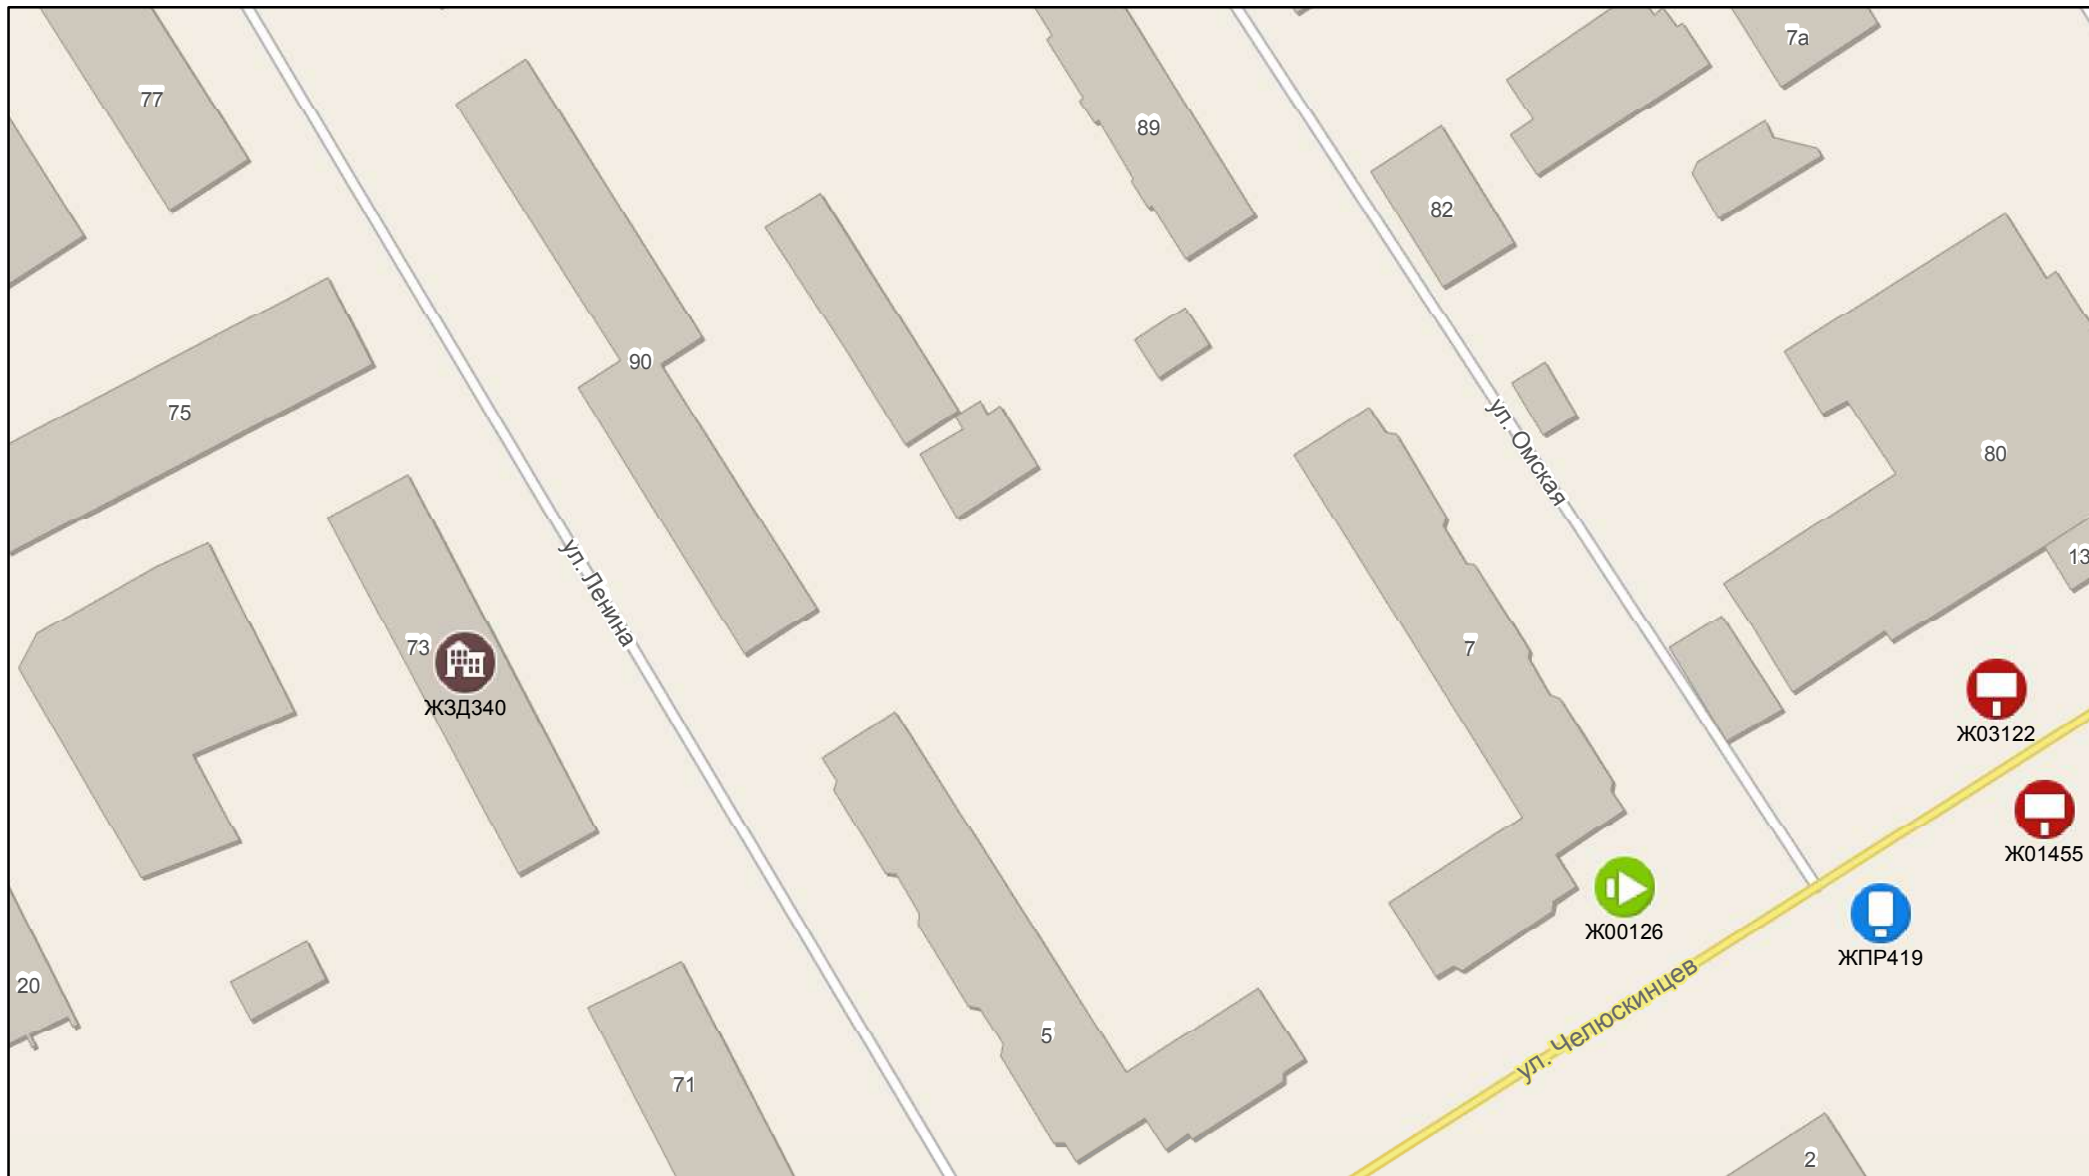 7а
77
89
82
90
75
ул. Омская
80
13
ул. Ленина
73
7
ЖЗД340
Ж03122
Ж01455
Ж00126
ЖПР419
20
ул. Челюскинцев
5
71
2